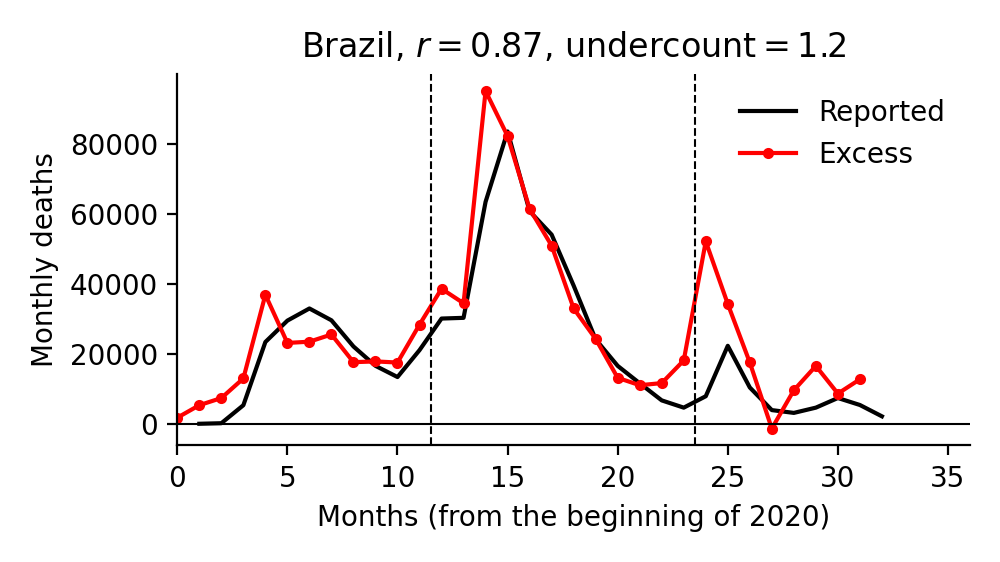 Brazil, r = 0.87, undercount = 1.2
Reported
Excess
Monthly deaths
80000
60000
40000
20000
0
0 5 10 15 20 25 30 35
Months (from the beginning of 2020)